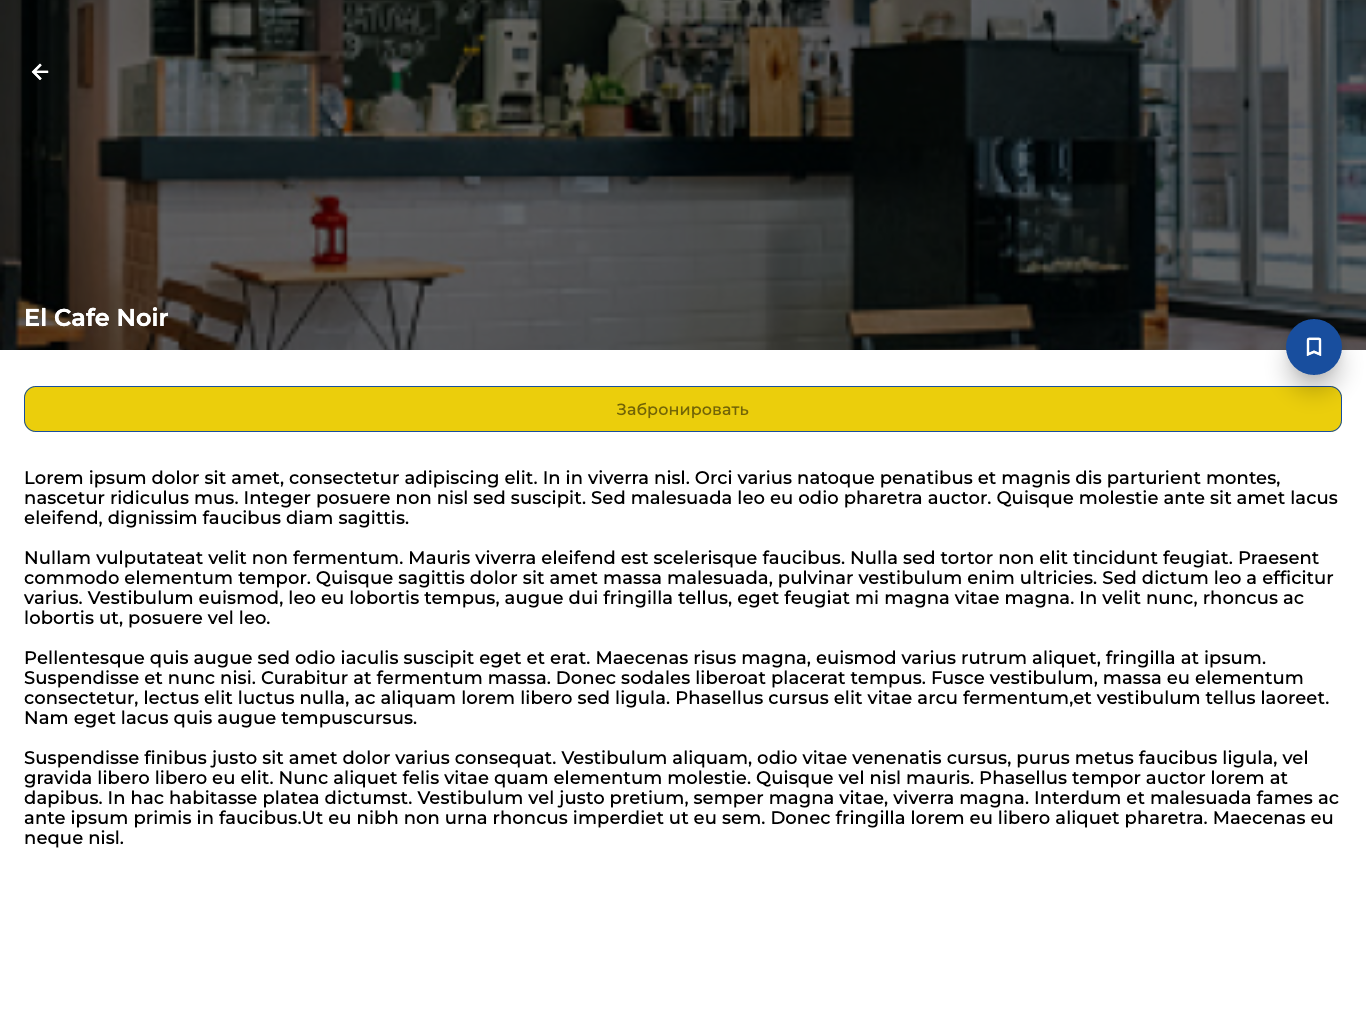 NATURAL
El Cafe Noir
Забронировать
Lorem ipsum dolor sit amet, consectetur adipiscing elit. In in viverra nisl. Orci varius natoque penatibus et magnis dis parturient montes,
nascetur ridiculus mus. Integer posuere non nisl sed suscipit. Sed malesuada leo eu odio pharetra auctor. Quisque molestie ante sit amet lacus
eleifend, dignissim faucibus diam sagittis.
Nullam vulputateat velit non fermentum. Mauris viverra eleifend est scelerisque faucibus. Nulla sed tortor non elit tincidunt feugiat. Praesent
commodo elementum tempor. Quisque sagittis dolor sit amet massa malesuada, pulvinar vestibulum enim ultricies. Sed dictum leo a efficitur
varius. Vestibulum euismod, leo eu lobortis tempus, augue dui fringilla tellus, eget feugiat mi magna vitae magna. In velit nunc, rhoncus ac
lobortis ut, posuere vel leo.
Pellentesque quis augue sed odio iaculis suscipit eget et erat. Maecenas risus magna, euismod varius rutrum aliquet, fringilla at ipsum.
Suspendisse et nunc nisi. Curabitur at fermentum massa. Donec sodales liberoat placerat tempus. Fusce vestibulum, massa eu elementum
consectetur, lectus elit luctus nulla, ac aliquam lorem libero sed ligula. Phasellus cursus elit vitae arcu fermentum,et vestibulum tellus laoreet.
Nam eget lacus quis augue tempuscursus.
Suspendisse finibus justo sit amet dolor varius consequat. Vestibulum aliquam, odio vitae venenatis cursus, purus metus faucibus ligula, vel
gravida libero libero eu elit. Nunc aliquet felis vitae quam elementum molestie. Quisque vel nisl mauris. Phasellus tempor auctor lorem at
dapibus. In hac habitasse platea dictumst. Vestibulum vel justo pretium, semper magna vitae, viverra magna. Interdum et malesuada fames ac
ante ipsum primis in faucibus.Ut eu nibh non urna rhoncus imperdiet ut eu sem. Donec fringilla lorem eu libero aliquet pharetra. Maecenas eu
neque nisl.